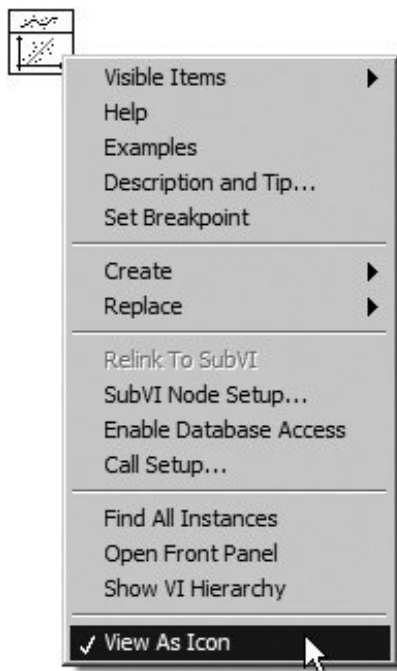 Visible Items
Help
Examples
Description and Tip...
Set Breakpoint
Create
Replace
Relink To SubVI
SubVI Node Setup...
Enable Database Access
Call Setup...
Find All Instances
Open Front Panel
Show VI Hierarchy
✓ View As Icon